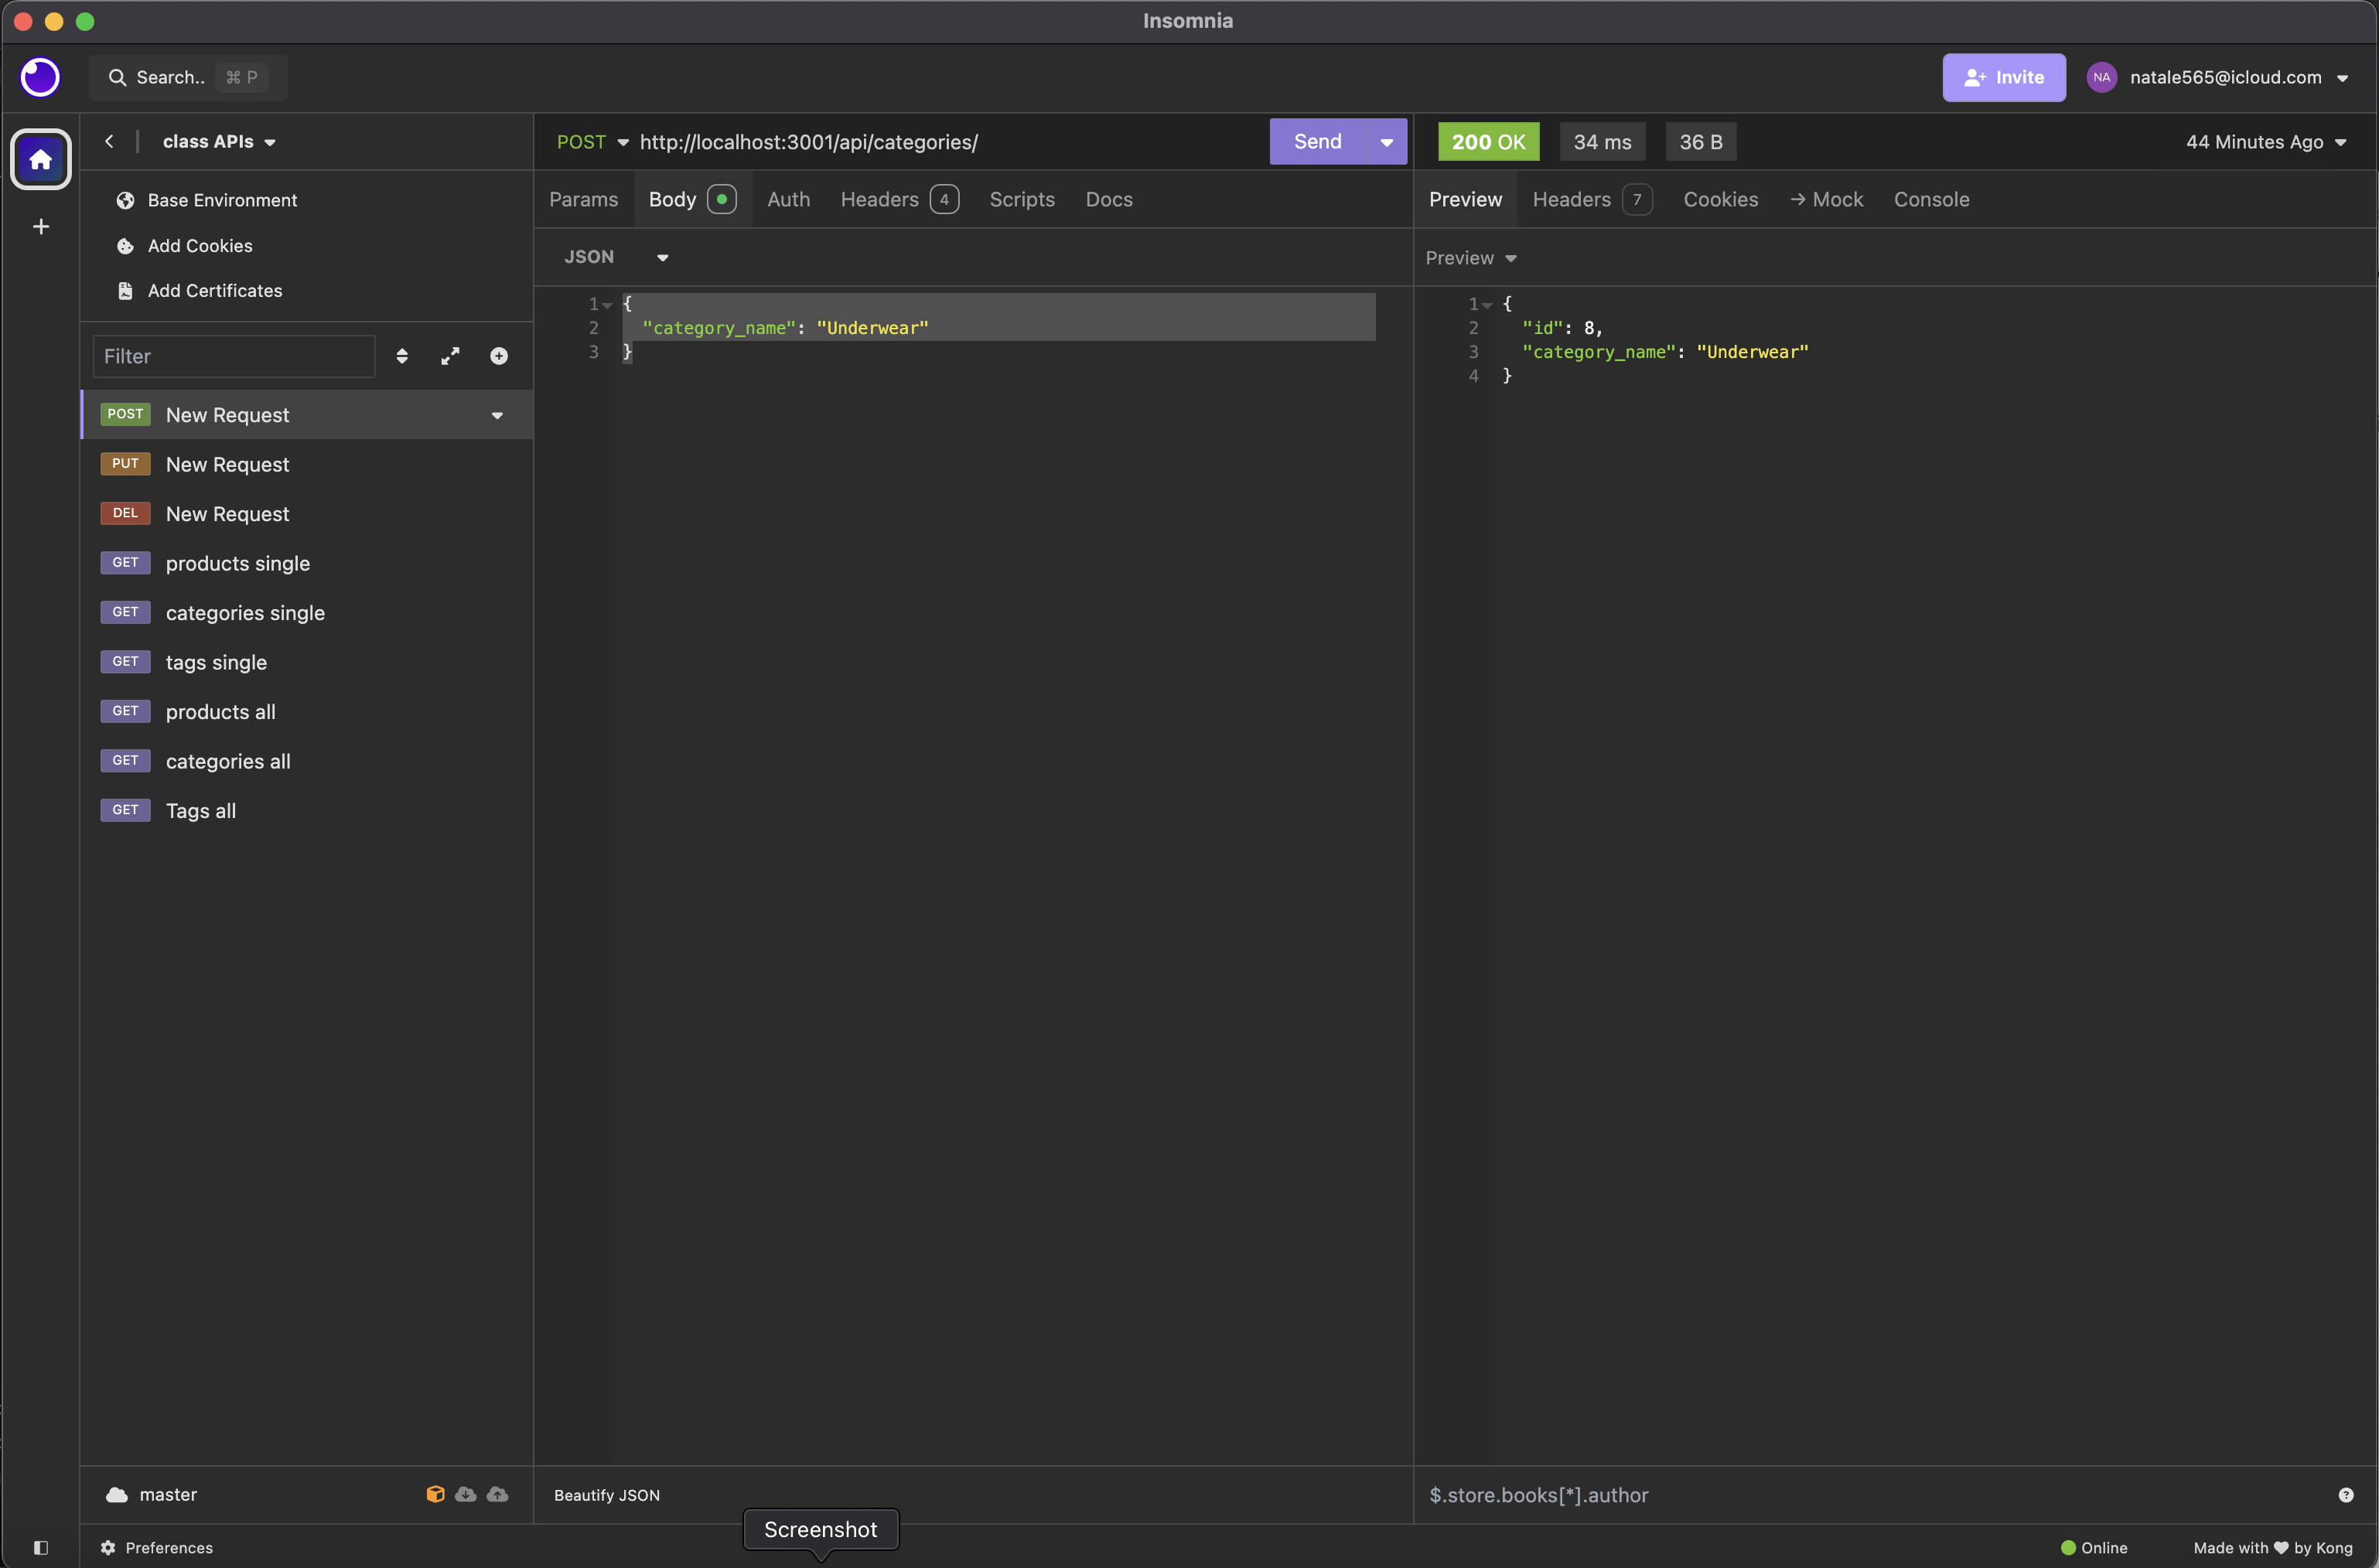 Insomnia
Search.. ⌘ P
Invite
NA natale565@icloud.com
class APIs
POST http://localhost:3001/api/categories/
Send
200 OK 34 ms 36 B
44 Minutes Ago
Base Environment
Add Cookies
Add Certificates
Params Body Auth Headers 4 Scripts Docs
Preview Headers 7 Cookies → Mock Console
JSON
Preview
1 {
2 "category_name": "Underwear"
3 }
1 {
2 "id": 8,
3 "category_name": "Underwear"
4 }
Filter
POST New Request
PUT New Request
DEL New Request
GET products single
GET categories single
GET tags single
GET products all
GET categories all
GET Tags all
master
Beautify JSON
$.store.books[*].author
Screenshot
Preferences
Online
Made with ♥ by Kong